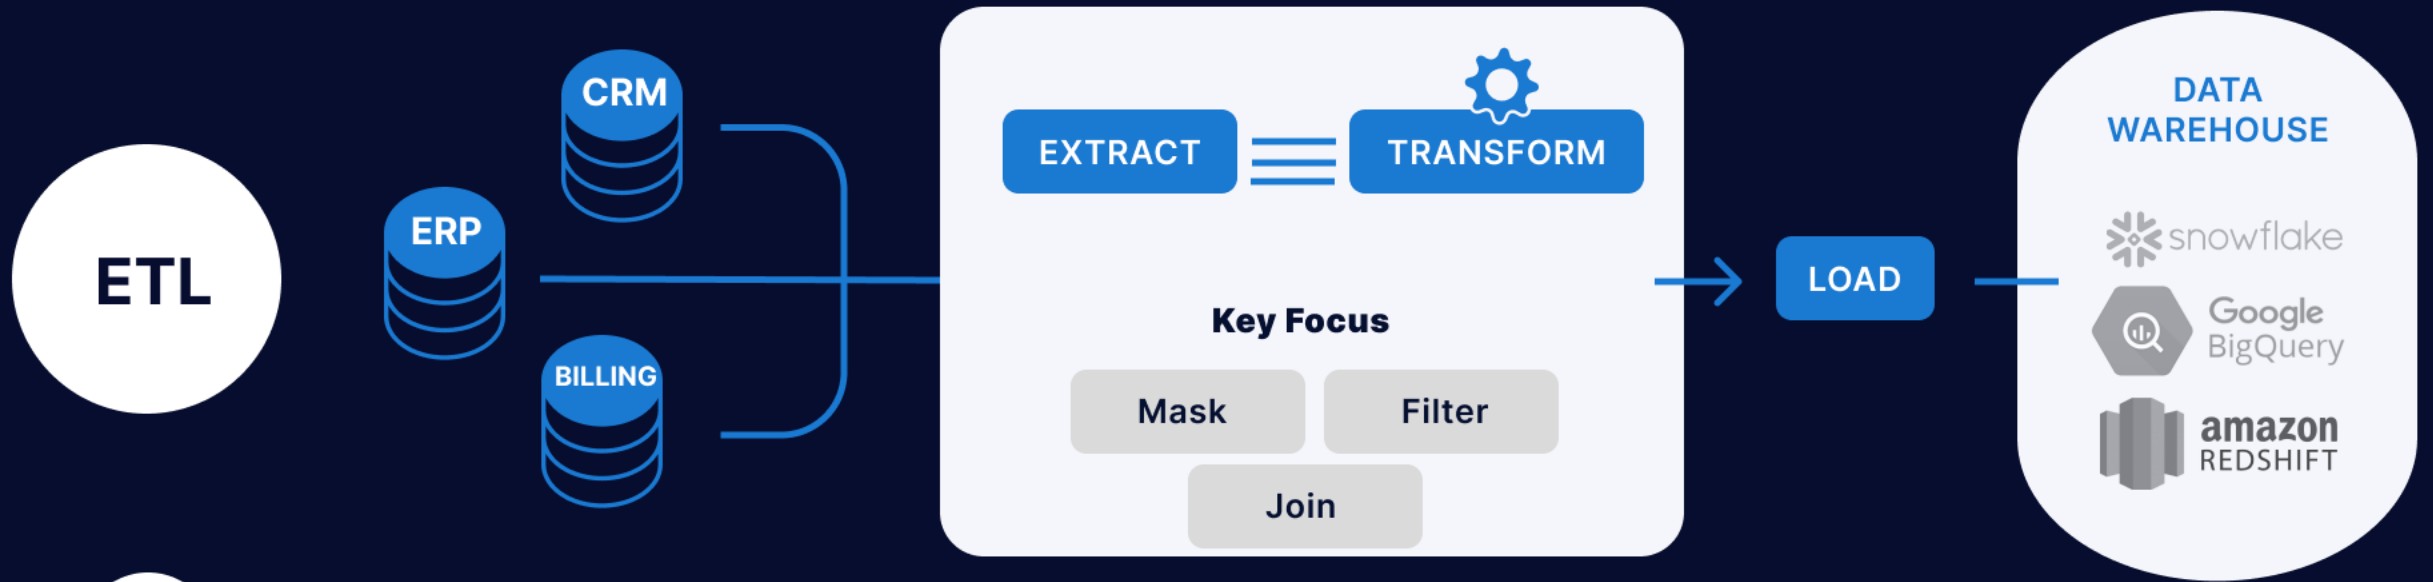 ETL
CRM
ERP
BILLING
EXTRACT
TRANSFORM
Key Focus
Mask
Filter
Join
LOAD
DATA
WAREHOUSE
snowflake
Google
BigQuery
amazon
REDSHIFT